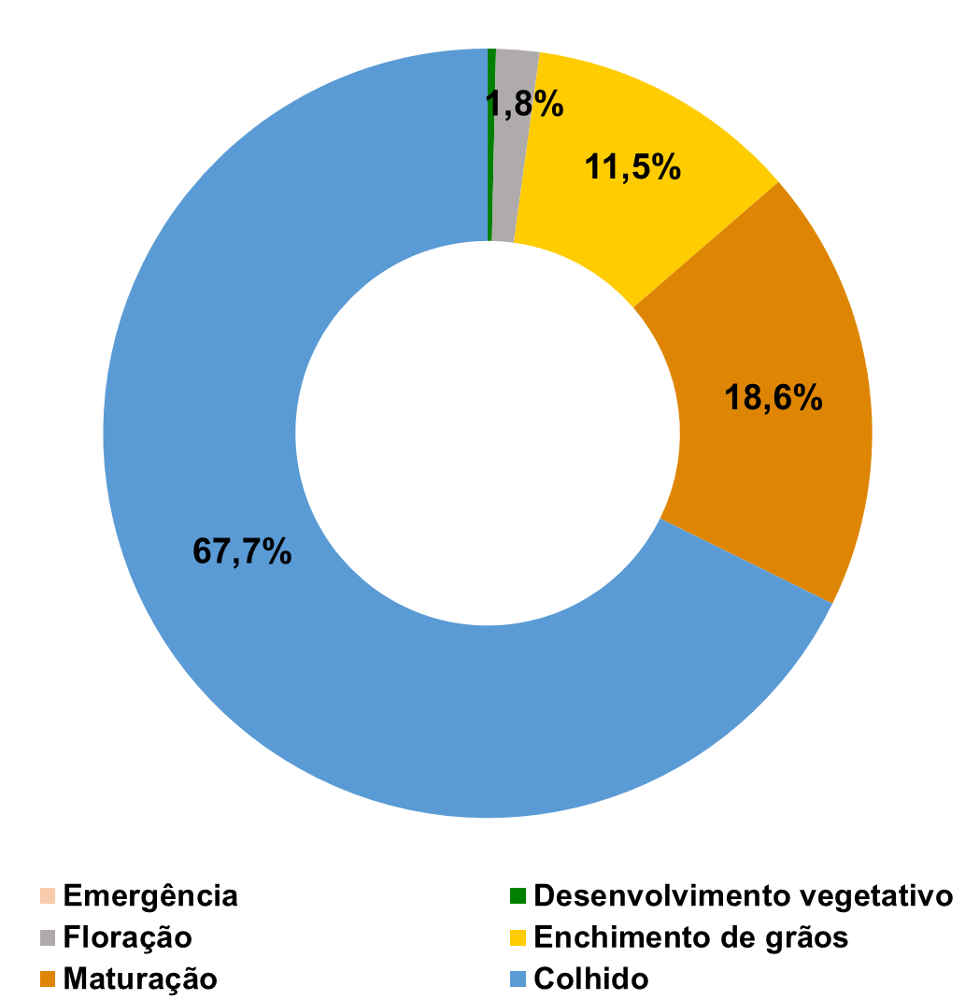 1,8%
11,5%
18,6%
67,7%
Emergência
Desenvolvimento vegetativo
Floração
Enchimento de grãos
Maturação
Colhido